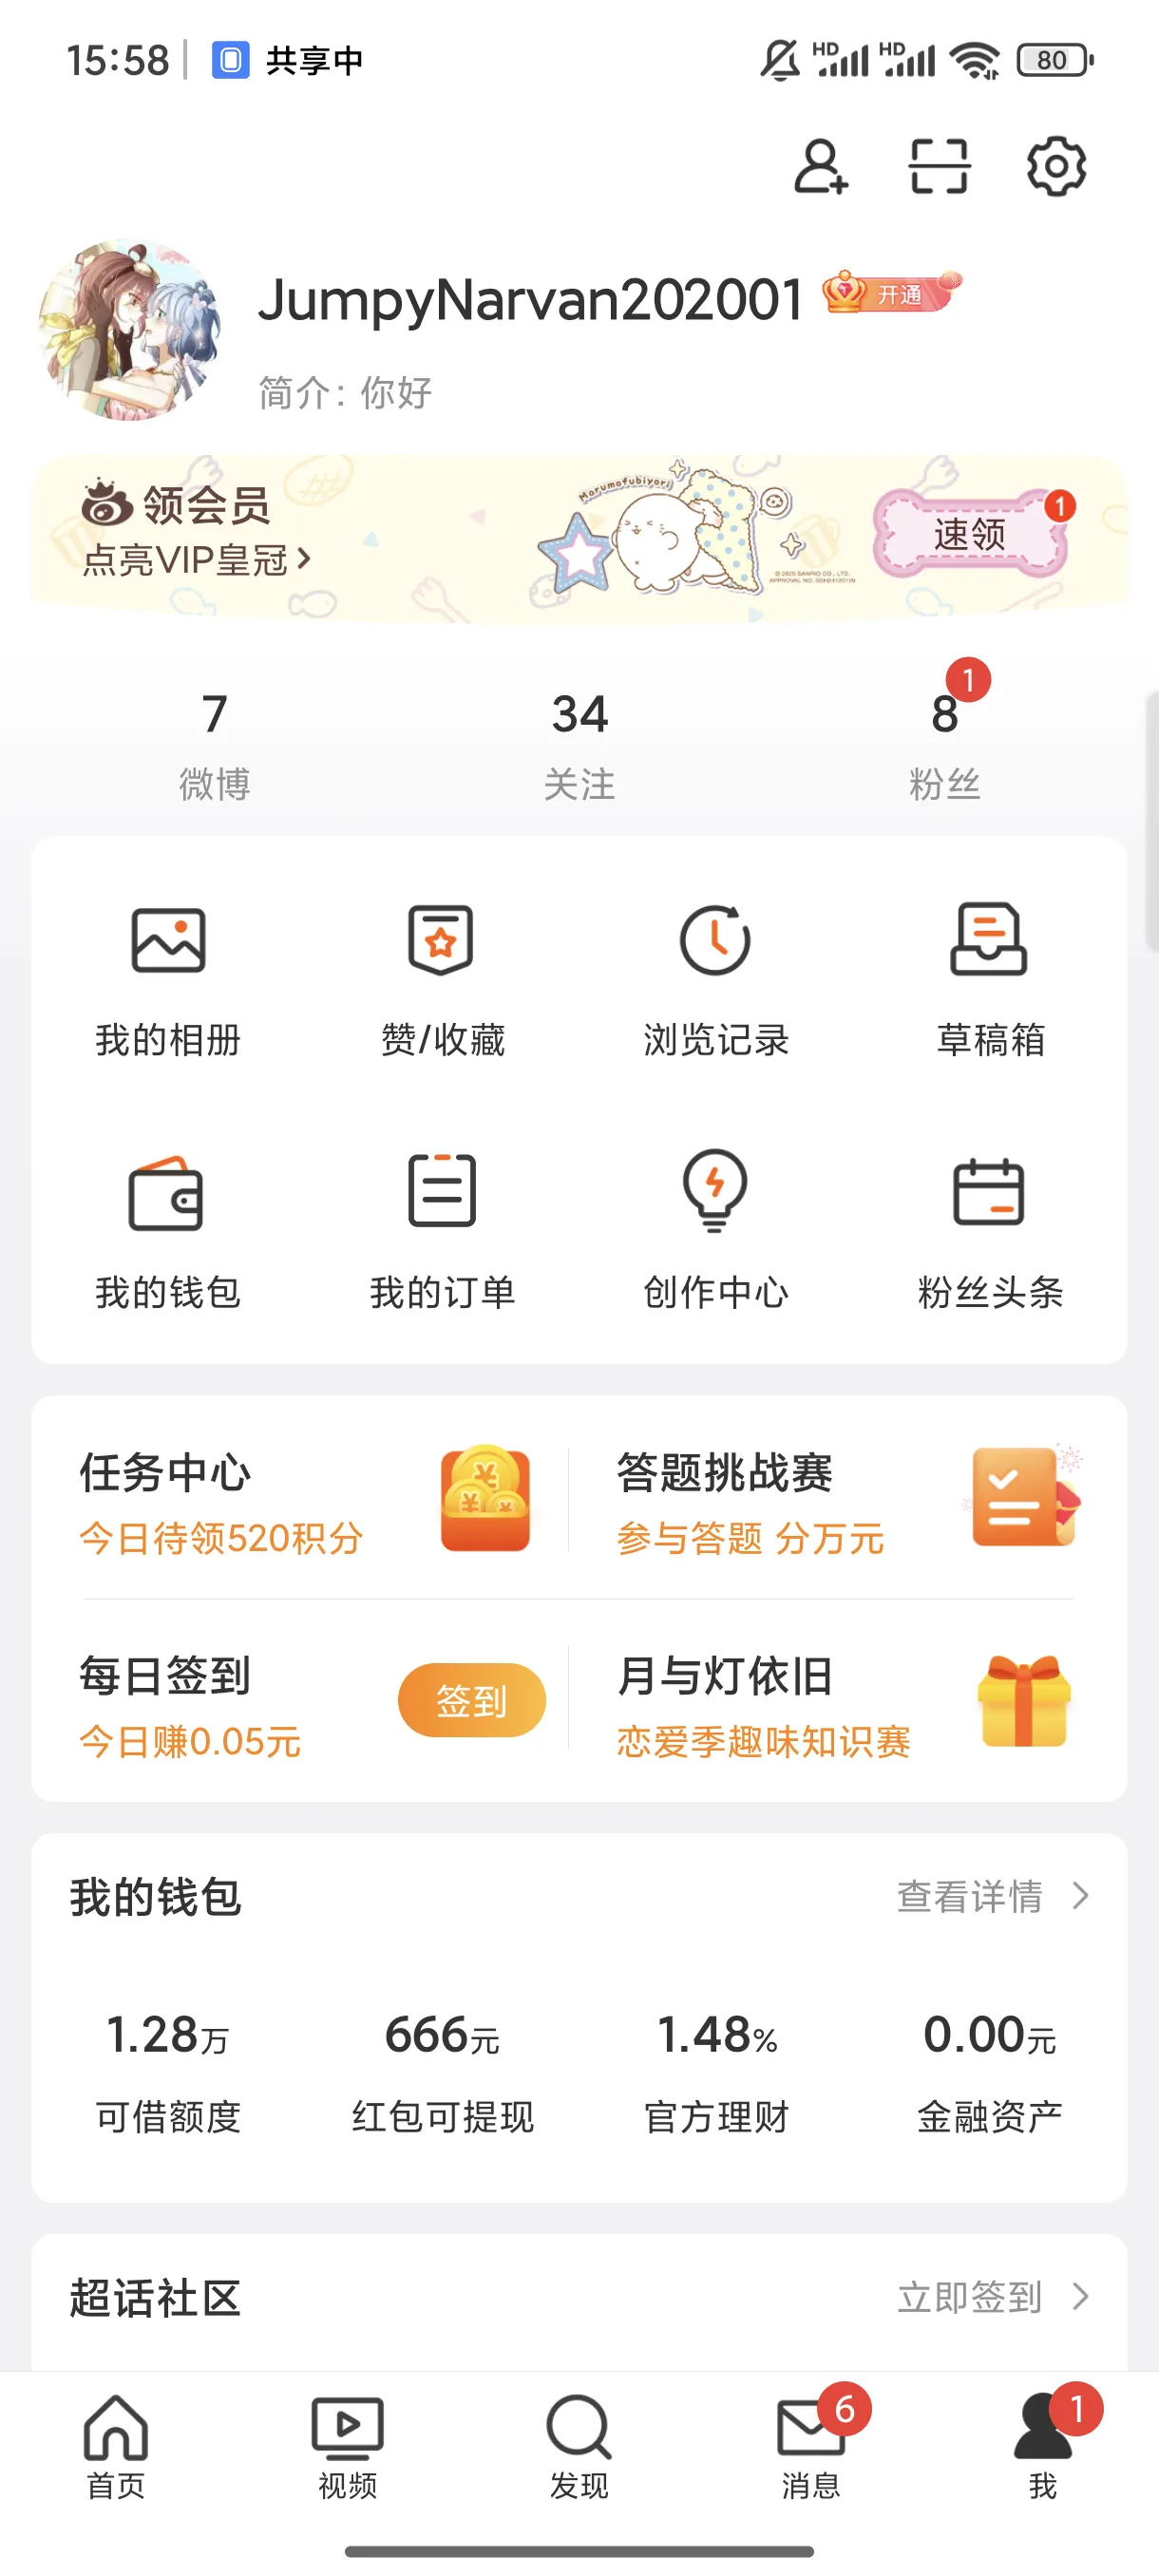 15:58
共享中
HD HD 80
JumpyNarvan202001 开通
简介：你好
领会员
点亮VIP皇冠
Marumofubiyori
速领 1
7 34 8 1
微博 关注 粉丝
我的相册 赞/收藏 浏览记录 草稿箱
我的钱包 我的订单 创作中心 粉丝头条
任务中心 答题挑战赛
今日待领520积分 参与答题 分万元
每日签到 签到 月与灯依旧
今日赚0.05元 恋爱季趣味知识赛
我的钱包 查看详情
1.28万 666元 1.48% 0.00元
可借额度 红包可提现 官方理财 金融资产
超话社区 立即签到
6 1
首页 视频 发现 消息 我